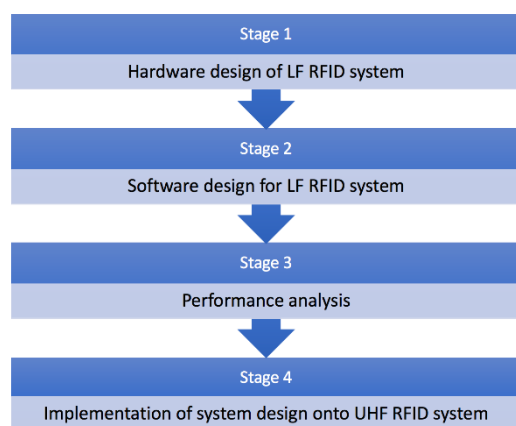 Stage 1
Hardware design of LF RFID system
Stage 2
Software design for LF RFID system
Stage 3
Performance analysis
Stage 4
Implementation of system design onto UHF RFID system